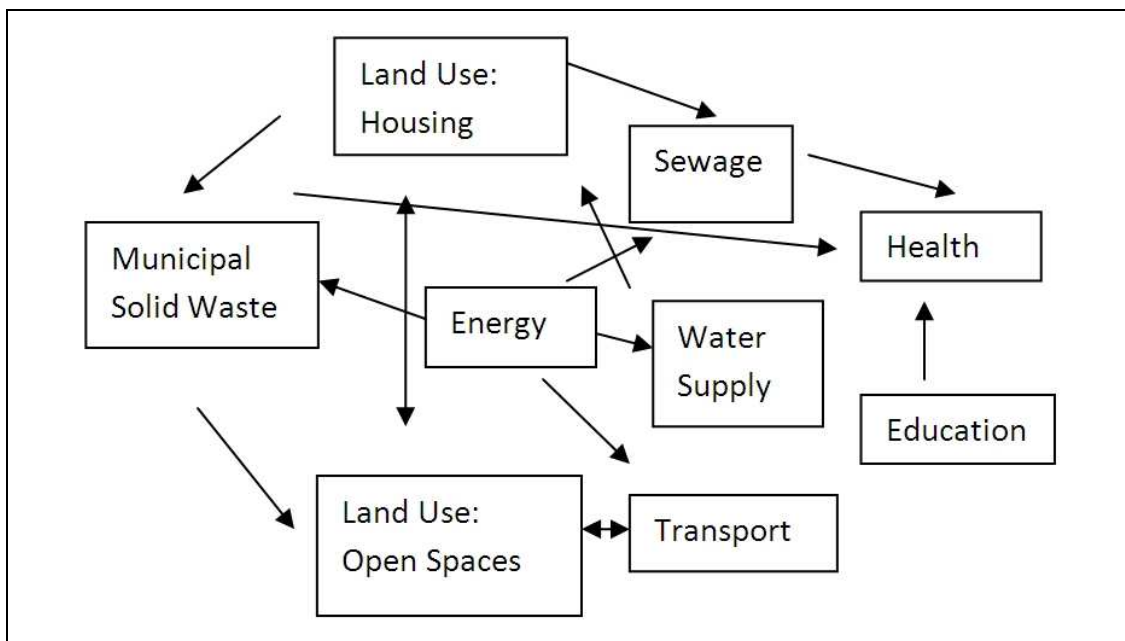 Land Use:
Housing
Sewage
Municipal
Solid Waste
Health
Energy
Water
Supply
Education
Land Use:
Open Spaces
Transport